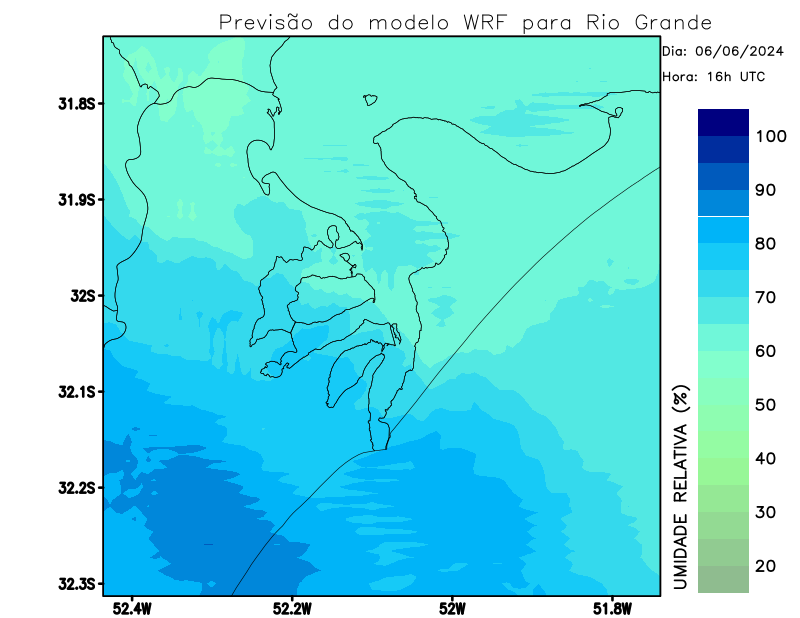 Previsão do modelo WRF para Rio Grande
Dia: 06/06/2024
Hora: 16h UTC
31.8S
31.9S
32S
32.1S
32.2S
32.3S
52.4W
52.2W
52W
51.8W
100
90
80
70
60
50
40
30
20
UMIDADE RELATIVA (%)